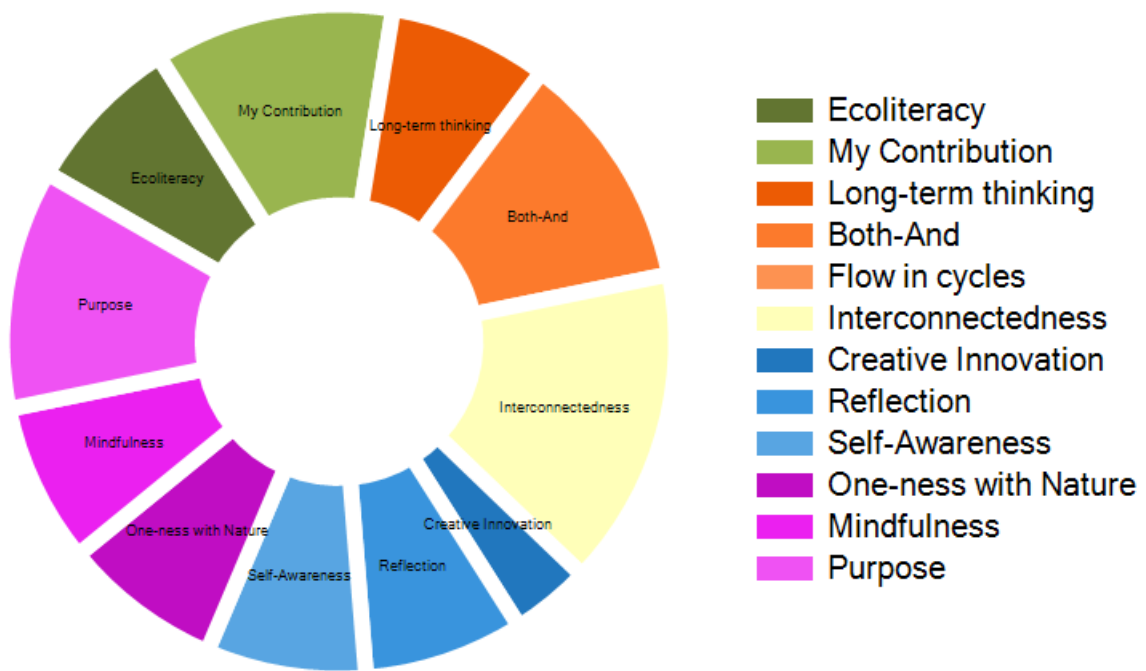 My Contribution
Long-term thinking
Ecoliteracy
Both-And
Purpose
Interconnectedness
Mindfulness
One-ness with Nature
Creative Innovation
Self-Awareness
Reflection
Ecoliteracy
My Contribution
Long-term thinking
Both-And
Flow in cycles
Interconnectedness
Creative Innovation
Reflection
Self-Awareness
One-ness with Nature
Mindfulness
Purpose